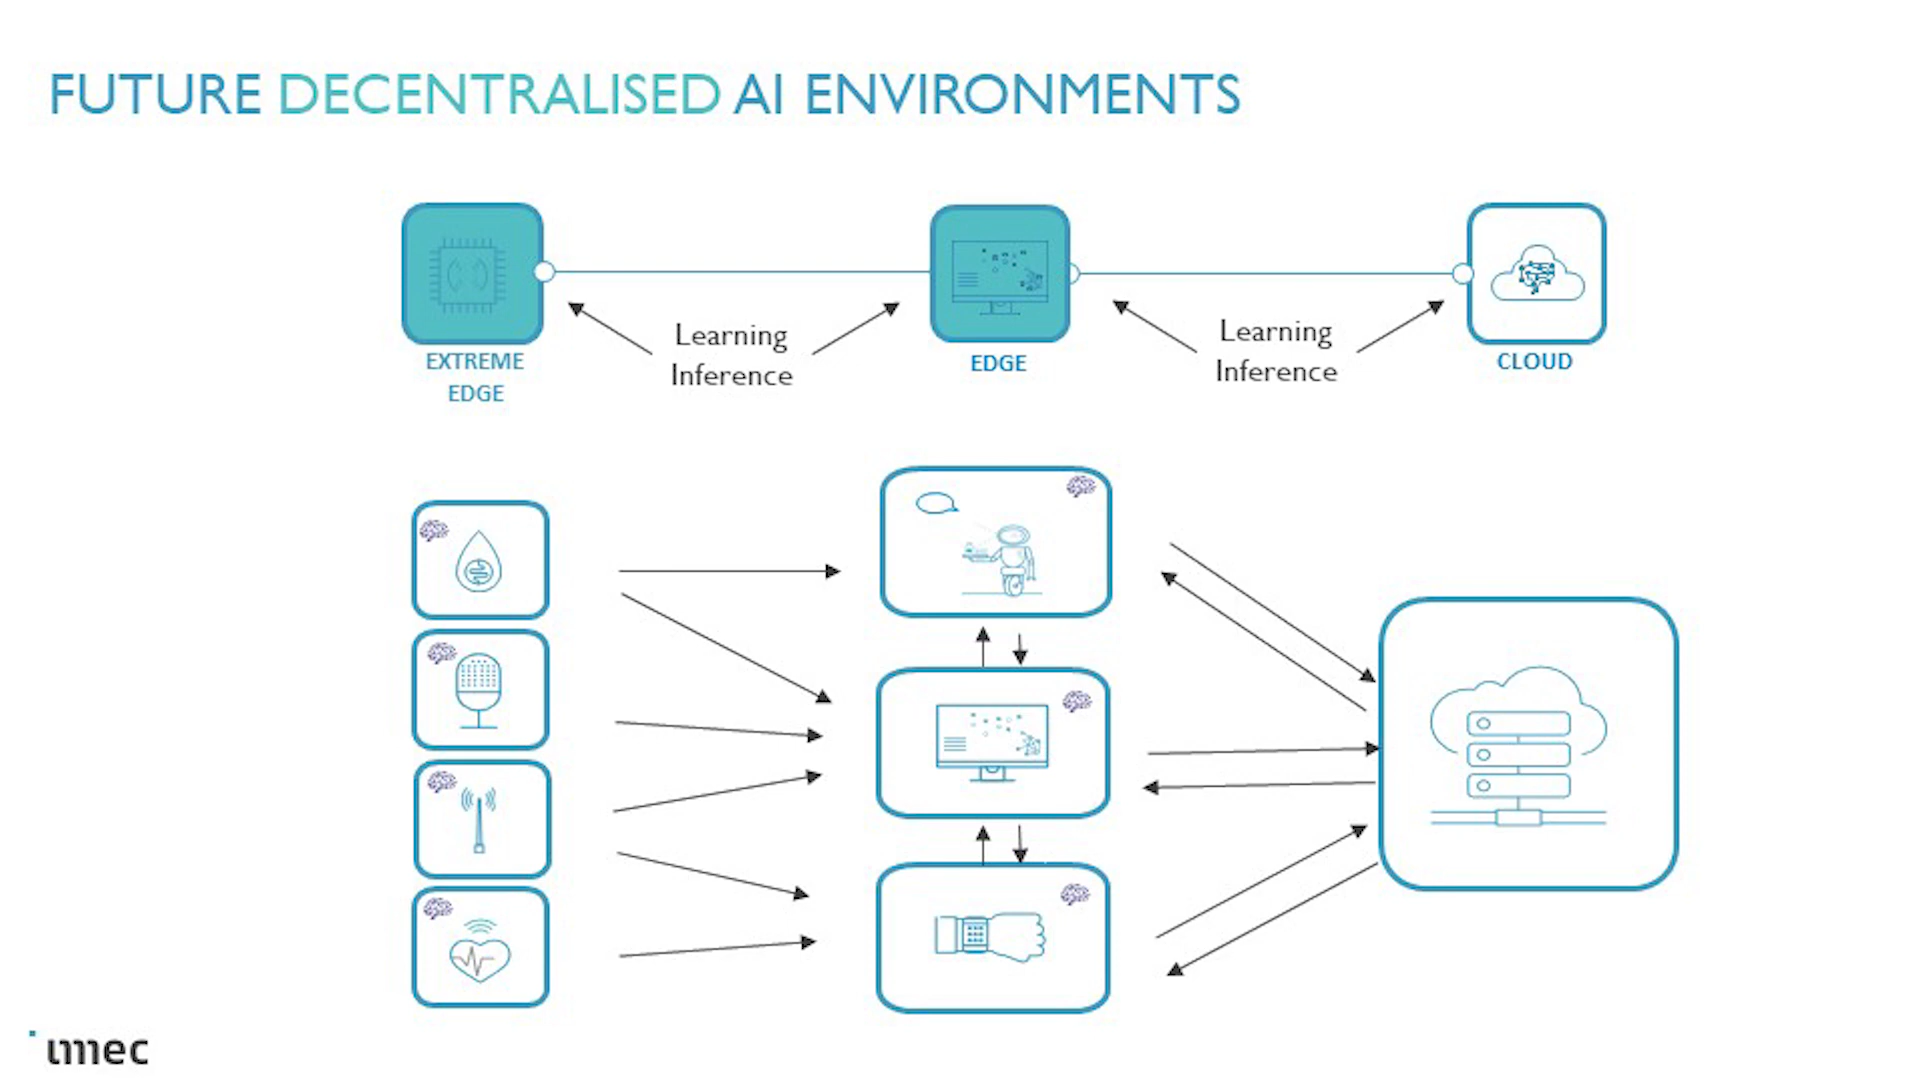 FUTURE DECENTRALISED AI ENVIRONMENTS
EXTREME
EDGE
Learning
Inference
EDGE
Learning
Inference
CLOUD
imec